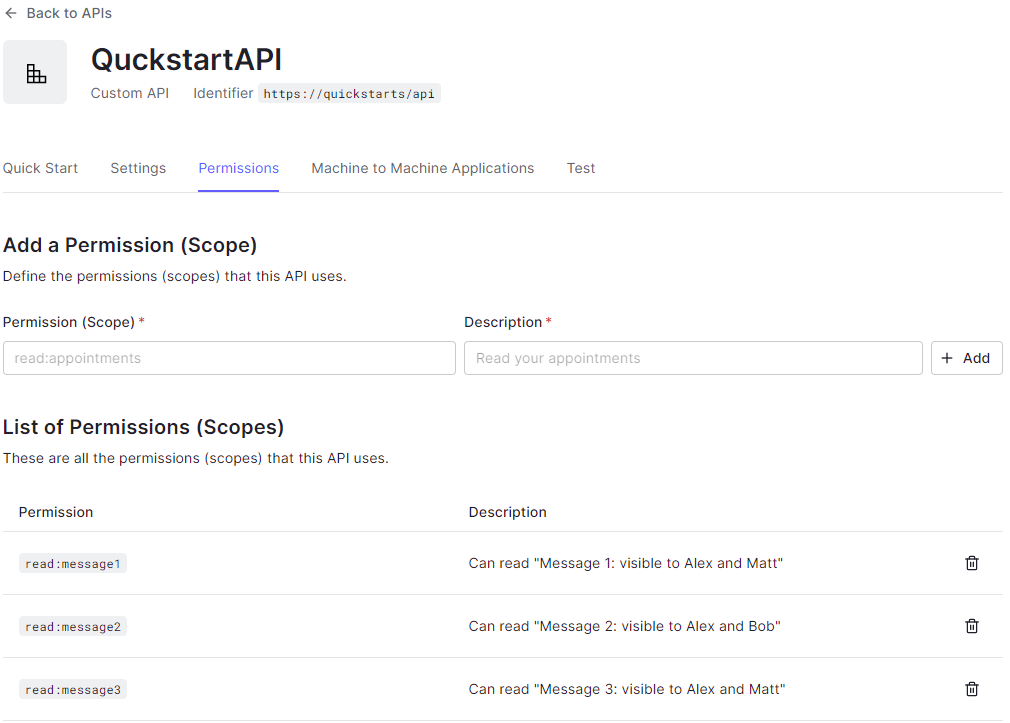 Back to APIs
QuckstartAPI
Custom API Identifier https://quickstarts/api
Quick Start Settings Permissions Machine to Machine Applications Test
Add a Permission (Scope)
Define the permissions (scopes) that this API uses.
Permission (Scope) * Description *
read:appointments Read your appointments + Add
List of Permissions (Scopes)
These are all the permissions (scopes) that this API uses.
Permission Description
read:message1 Can read "Message 1: visible to Alex and Matt"
read:message2 Can read "Message 2: visible to Alex and Bob"
read:message3 Can read "Message 3: visible to Alex and Matt"